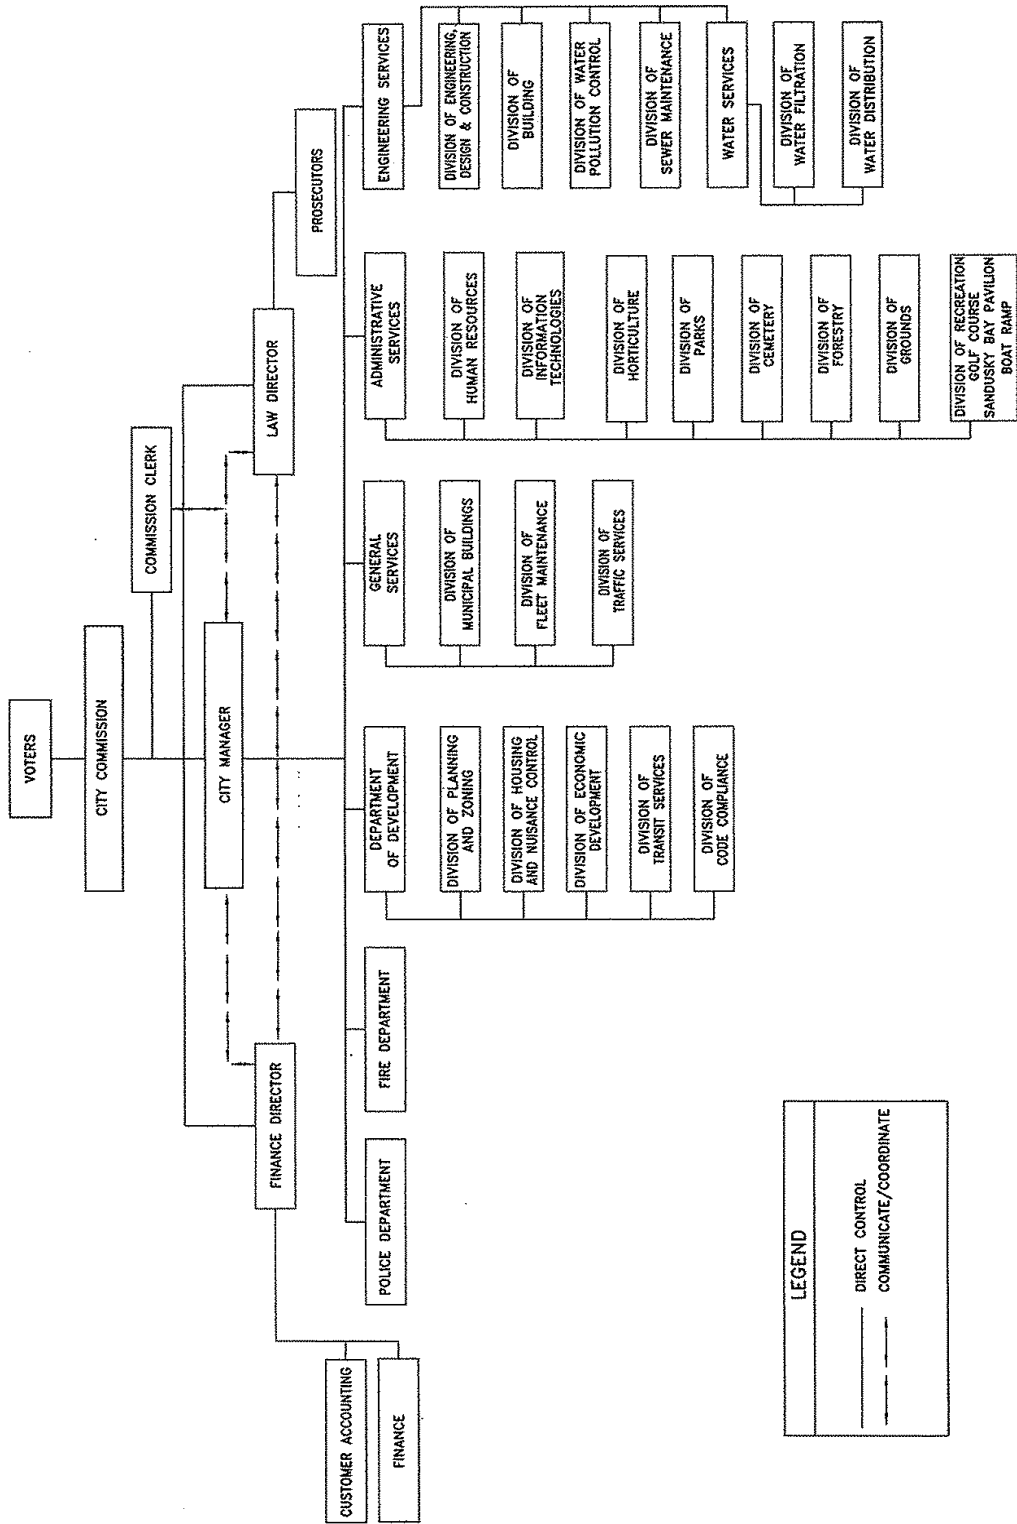 VOTERS
CITY COMMISSION
COMMISSION CLERK
CITY MANAGER
FINANCE DIRECTOR
LAW DIRECTOR
CUSTOMER ACCOUNTING
FINANCE
PROSECUTORS
POLICE DEPARTMENT
FIRE DEPARTMENT
DEPARTMENT
OF DEVELOPMENT
DIVISION OF PLANNING
AND ZONING
DIVISION OF HOUSING
AND NUISANCE CONTROL
DIVISION OF ECONOMIC
DEVELOPMENT
DIVISION OF
TRANSIT SERVICES
DIVISION OF
CODE COMPLIANCE
GENERAL
SERVICES
DIVISION OF
MUNICIPAL BUILDINGS
DIVISION OF
FLEET MAINTENANCE
DIVISION OF
TRAFFIC SERVICES
ADMINISTRATIVE
SERVICES
DIVISION OF
HUMAN RESOURCES
DIVISION OF
INFORMATION
TECHNOLOGIES
DIVISION OF
HORTICULTURE
DIVISION OF
PARKS
DIVISION OF
CEMETERY
DIVISION OF
FORESTRY
DIVISION OF
GROUNDS
DIVISION OF RECREATION
GOLF COURSE
SANDUSKY BAY PAVILION
BOAT RAMP
ENGINEERING SERVICES
DIVISION OF ENGINEERING,
DESIGN & CONSTRUCTION
DIVISION OF
BUILDING
DIVISION OF WATER
POLLUTION CONTROL
DIVISION OF
SEWER MAINTENANCE
WATER SERVICES
DIVISION OF
WATER FILTRATION
DIVISION OF
WATER DISTRIBUTION
LEGEND
DIRECT CONTROL
COMMUNICATE/COORDINATE